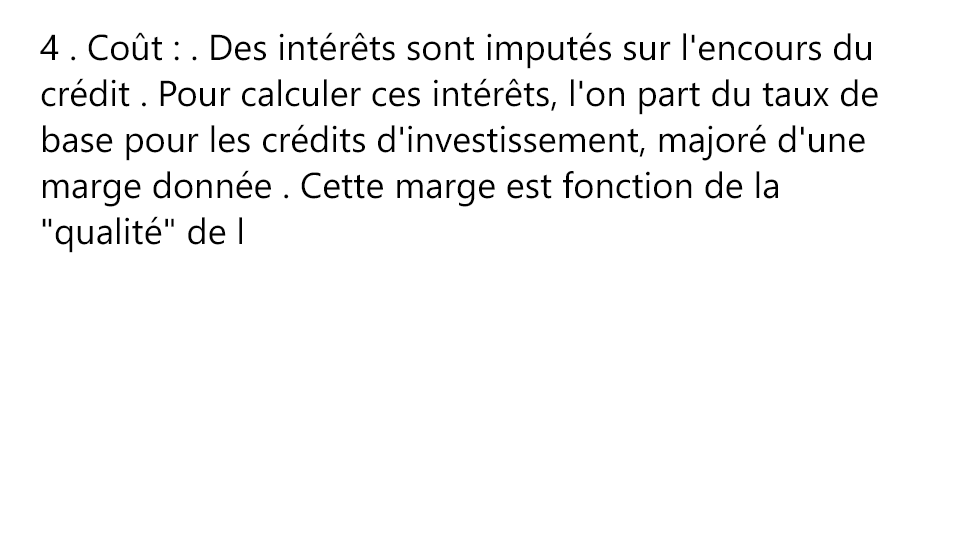 4 . Coût : . Des intérêts sont imputés sur l'encours du
crédit . Pour calculer ces intérêts, l'on part du taux de
base pour les crédits d'investissement, majoré d'une
marge donnée . Cette marge est fonction de la
"qualité" de l